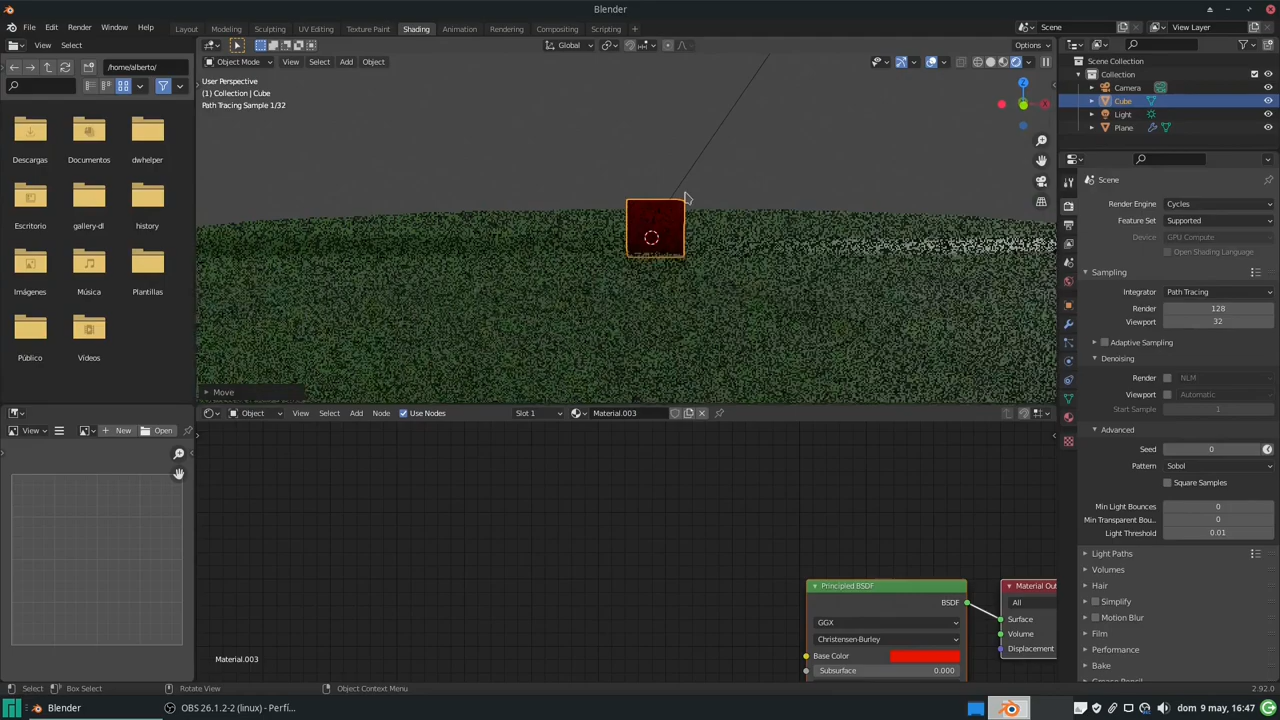 Blender
File Edit Render Window Help Layout Modeling Sculpting UV Editing Texture Paint Shading Animation Rendering Compositing Scripting Scene View Layer
View Select Global Options
/home/alberto/ Object Mode View Select Add Object
Descargas Documentos dwhelper
Escritorio gallery-dl history
Imágenes Música Plantillas
Público Vídeos
User Perspective
(1) Collection | Cube
Path Tracing Sample 1/32
Z
Move
Scene Collection
Collection
Camera
Cube
Light
Plane
Scene
Render Engine Cycles
Feature Set Supported
Device GPU Compute
Open Shading Language
Sampling
Integrator Path Tracing
Render 128
Viewport 32
Adaptive Sampling
Denoising
Render NLM
Viewport Automatic
Start Sample 1
Advanced
Seed 0
Pattern Sobol
Square Samples
Min Light Bounces 0
Min Transparent Bou... 0
Light Threshold 0.01
Light Paths
Volumes
Hair
Simplify
Motion Blur
Film
Performance
Bake
View New Open
Object View Select Add Node Use Nodes Slot 1 Material.003
Principled BSDF
BSDF
GGX
Christensen-Burley
Base Color
Subsurface 0.000
Material Out
All
Surface
Volume
Displacement
Material.003
Select Box Select Rotate View Object Context Menu 2.92.0
Blender OBS 26.1.2-2 (linux) - Perfí... dom 9 may, 16:47